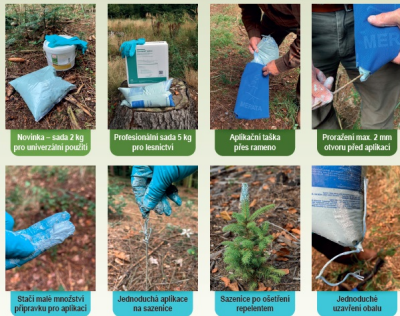 Novinka – sada 2 kg
pro univerzální použití
Profesionální sada 5 kg
pro lesnictví
Aplikační taška
přes rameno
Proražení max. 2 mm
otvoru před aplikací
Stačí malé množství
přípravku pro aplikaci
Jednoduchá aplikace
na sazenice
Sazenice po ošetření
repelentem
Jednoduché
uzavření obalu